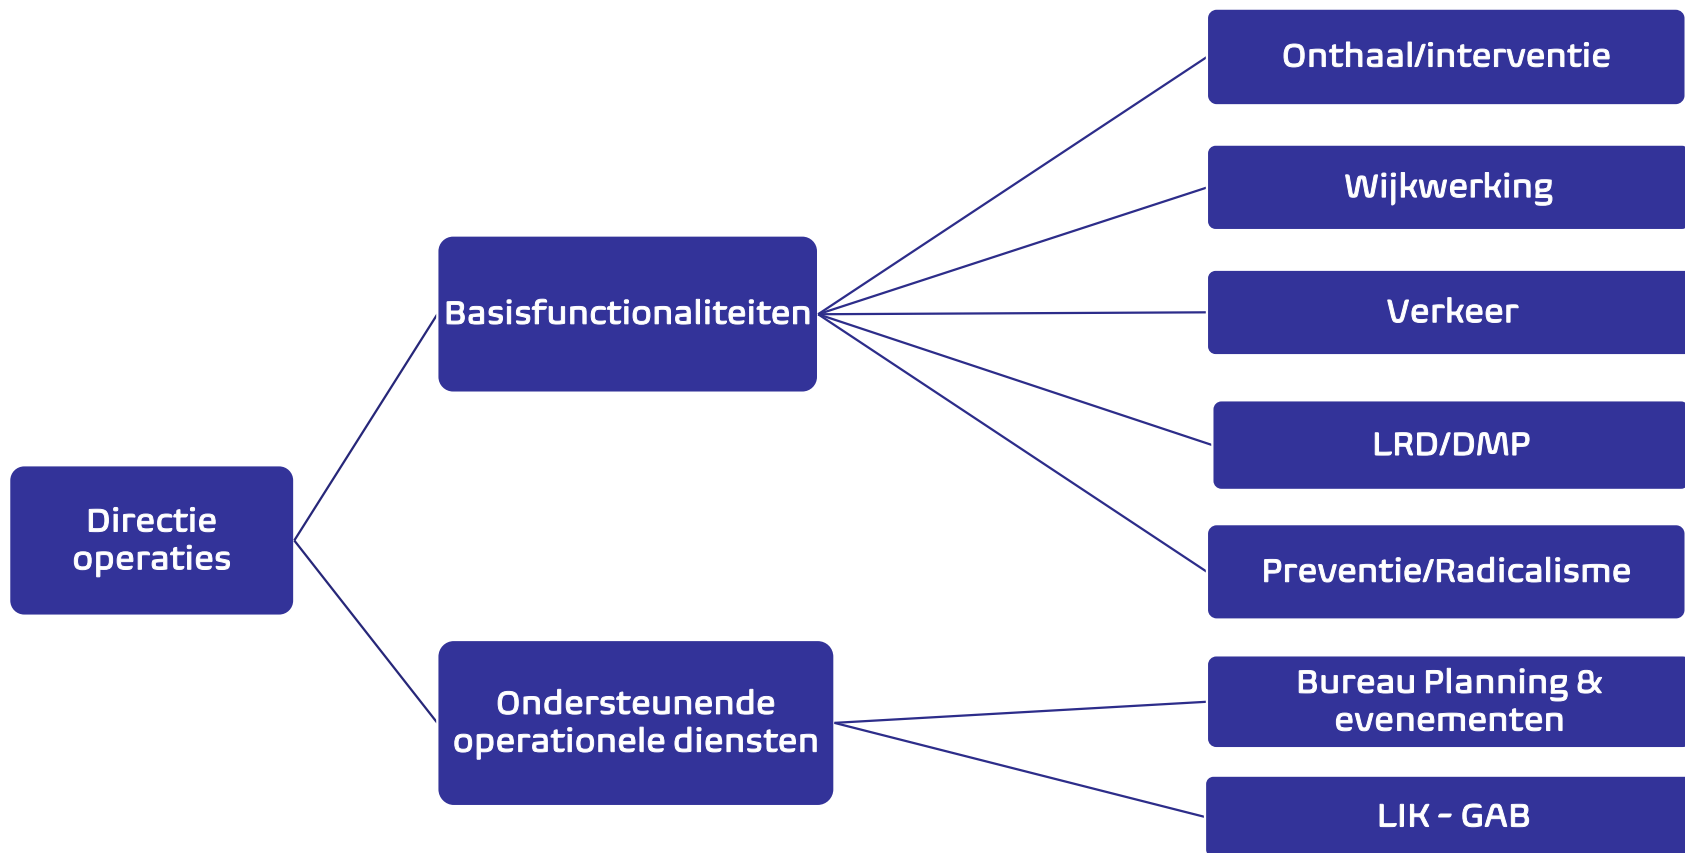 Onthaal/interventie
Wijkwerking
Basisfunctionaliteiten
Verkeer
LRD/DMP
Directie
operaties
Preventie/Radicalisme
Ondersteunende
operationele diensten
Bureau Planning &
evenementen
LIK - GAB